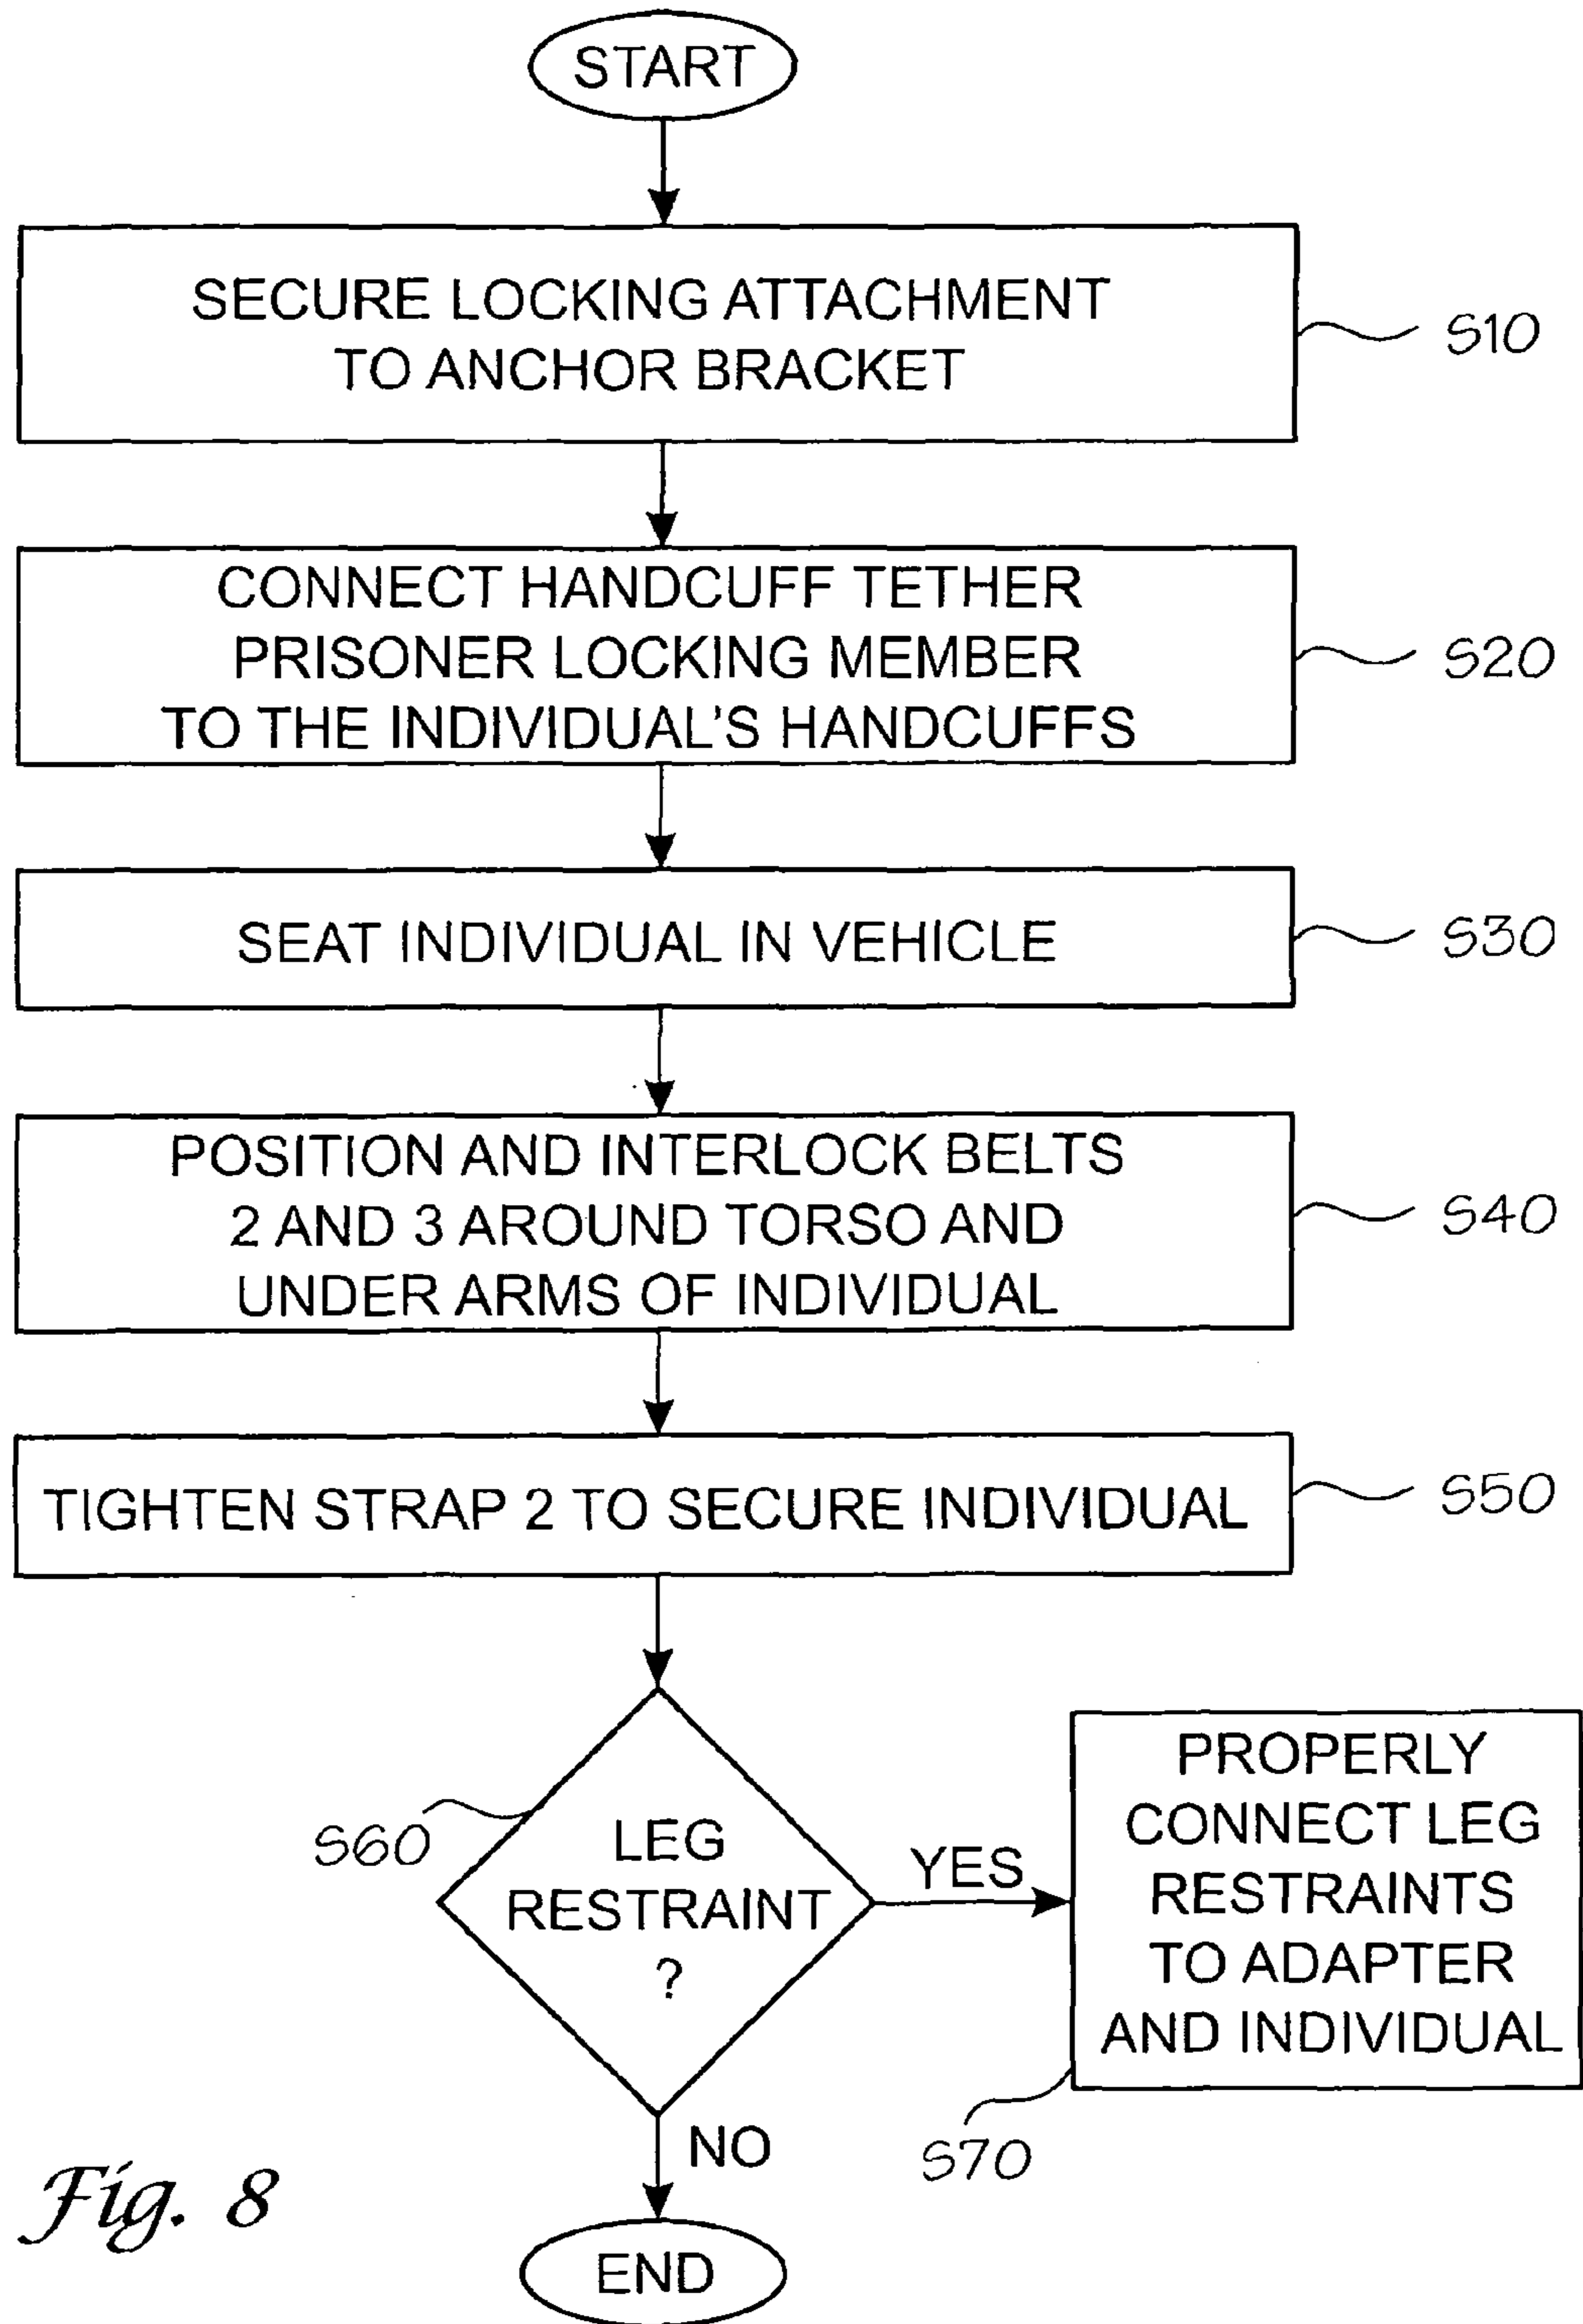 START
SECURE LOCKING ATTACHMENT
TO ANCHOR BRACKET
S10
CONNECT HANDCUFF TETHER
PRISONER LOCKING MEMBER
TO THE INDIVIDUAL'S HANDCUFFS
S20
SEAT INDIVIDUAL IN VEHICLE
S30
POSITION AND INTERLOCK BELTS
2 AND 3 AROUND TORSO AND
UNDER ARMS OF INDIVIDUAL
S40
TIGHTEN STRAP 2 TO SECURE INDIVIDUAL
S50
S60
LEG
RESTRAINT
?
YES
PROPERLY
CONNECT LEG
RESTRAINTS
TO ADAPTER
AND INDIVIDUAL
S70
NO
END
Fig. 8